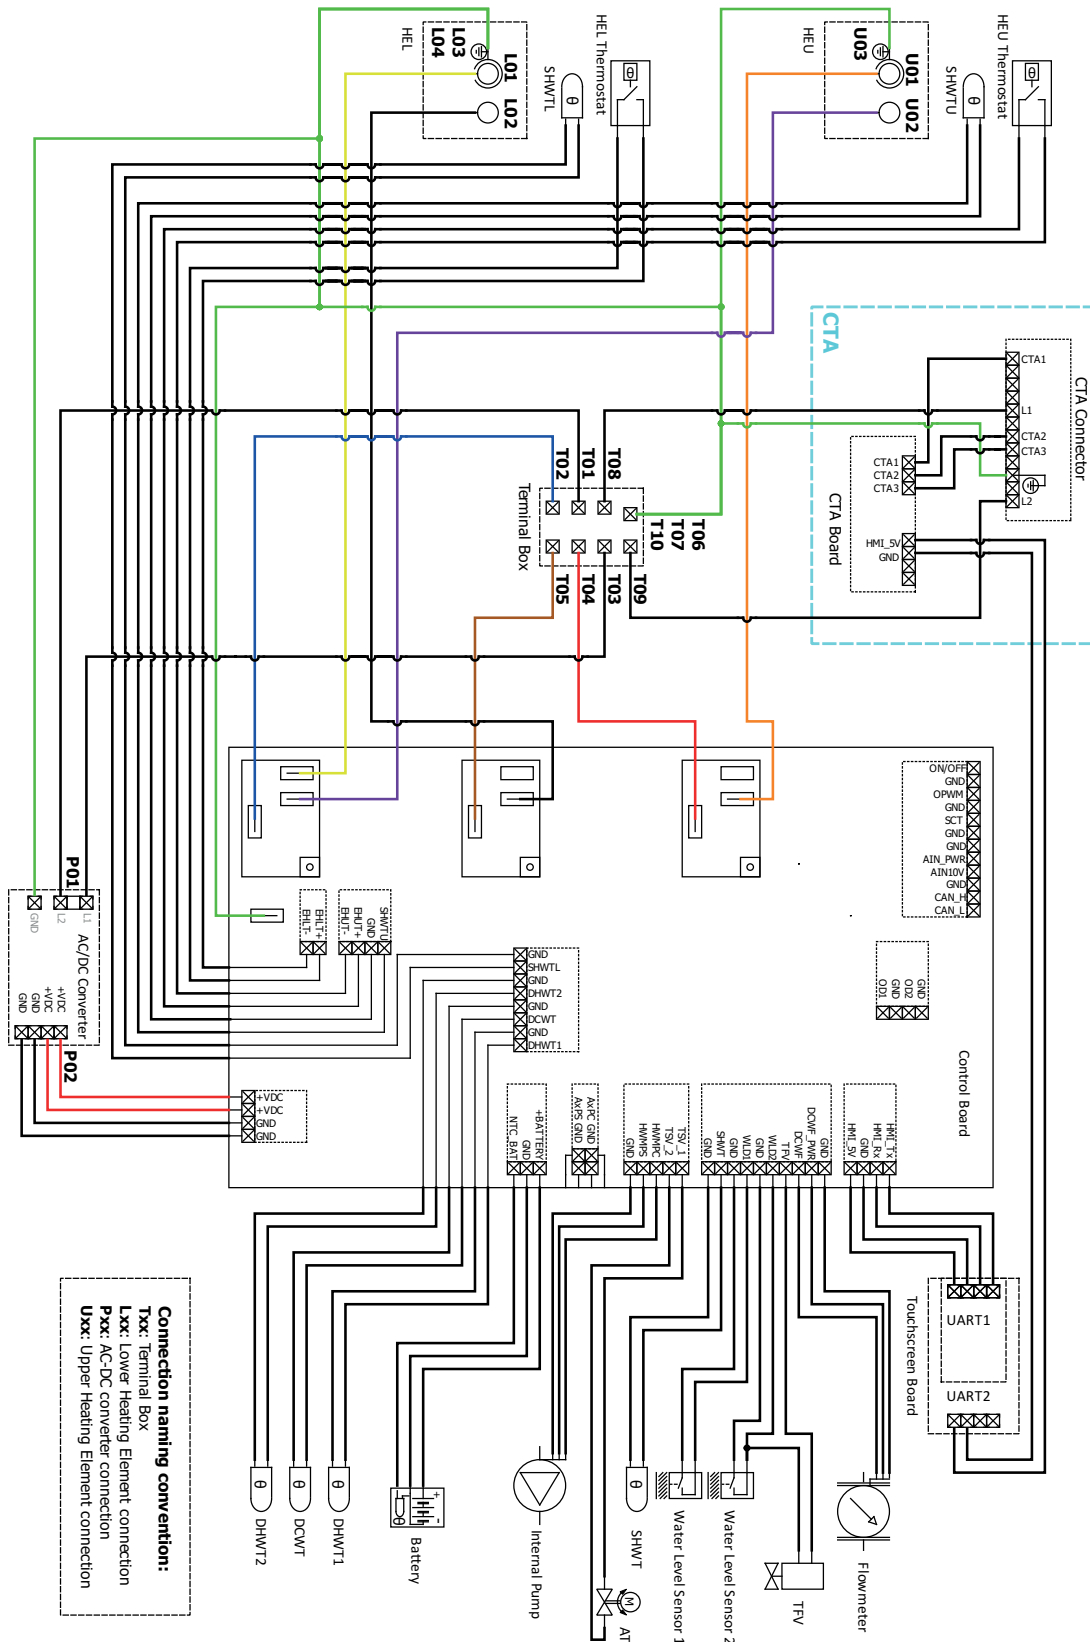 HEL
L03
L04
L01
L02
SHWTL
θ
HEL Thermostat
θ
HEU
U03
U01
U02
SHWTU
θ
HEU Thermostat
θ
CTA
CTA Connector
CTA1
L1
CTA2
CTA3
L2
CTA1
CTA2
CTA3
HMI_5V
GND
CTA Board
T02
T01
T08
T06
T07
T10
Terminal Box
T05
T04
T03
T09
ON/OFF
GND
OPWM
GND
SCT
GND
GND
AIN_PWR
AIN10V
GND
CAN_H
CAN_L
P01
GND
L2
L1
AC/DC Converter
GND
GND
+VDC
+VDC
P02
EHLT-
EHLT+
EHUT-
EHUT+
GND
SHWTU
GND
SHWTL
GND
DHWT2
GND
DCWT
GND
DHWT1
OD1
GND
OD2
GND
Control Board
+VDC
+VDC
GND
GND
NTC_BAT
GND
+BATTERY
AxPS GND
AxPC GND
GND
HWMPS
HWMPC
TSV_2
TSV_1
GND
SHWT
GND
WLD1
GND
WLD2
TFV
DCWF
DCWF_PWR
GND
HMI_5V
GND
HMI_Rx
HMI_Tx
UART1
UART2
Touchscreen Board
Connection naming convention:
Txx: Terminal Box
Lxx: Lower Heating Element connection
Pxx: AC-DC converter connection
Uxx: Upper Heating Element connection
θ
DHWT2
θ
DCWT
θ
DHWT1
+
-
θ
Battery
Internal Pump
M
AT
θ
SHWT
Water Level Sensor 1
Water Level Sensor 2
TFV
Flowmeter